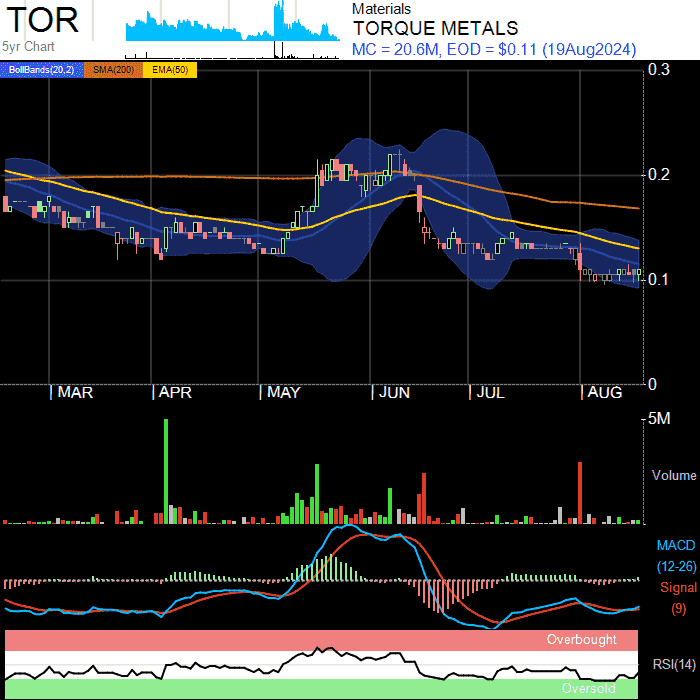 TOR
5yr Chart
Materials
TORQUE METALS
MC = 20.6M, EOD = $0.11 (19Aug2024)
BollBands(20,2) SMA(200) EMA(50)
0.3
0.2
0.1
0
MAR APR MAY JUN JUL AUG
5M
Volume
MACD
(12-26)
Signal
(9)
Overbought
RSI(14)
Oversold